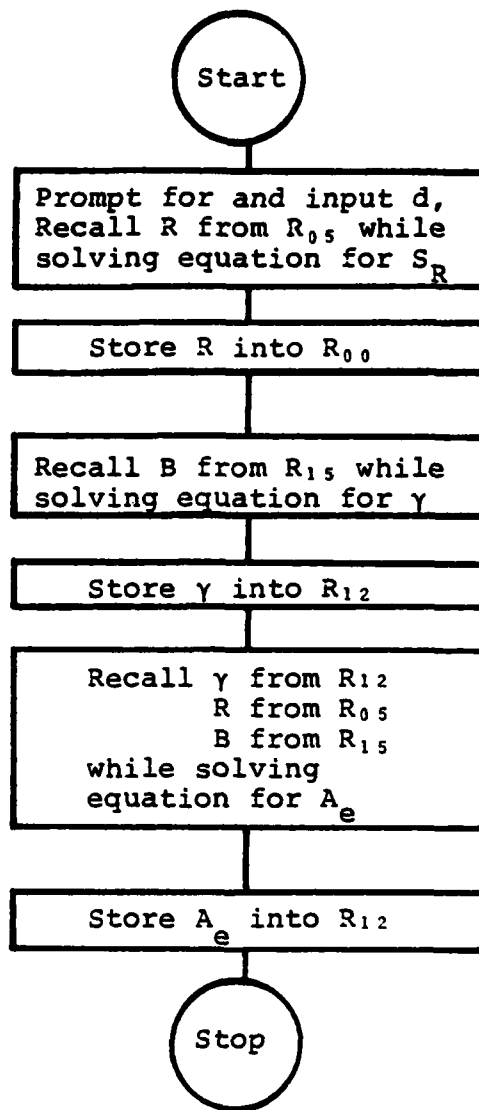 Start
Prompt for and input d,
Recall R from R₀₅ while
solving equation for S_R
Store R into R₀₀
Recall B from R₁₅ while
solving equation for γ
Store γ into R₁₂
Recall γ from R₁₂
R from R₀₅
B from R₁₅
while solving
equation for Aₑ
Store Aₑ into R₁₂
Stop